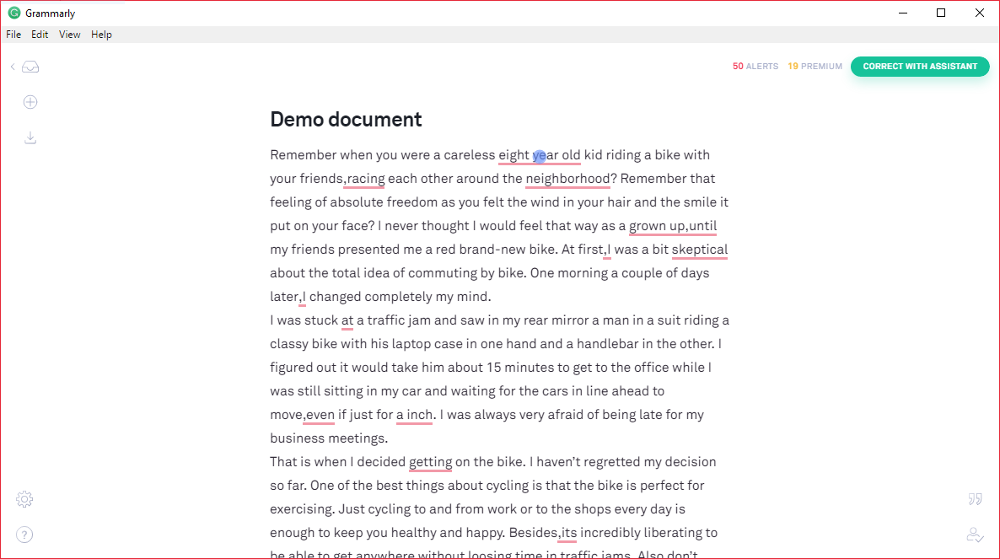 Grammarly
File Edit View Help
50 ALERTS 19 PREMIUM CORRECT WITH ASSISTANT
Demo document
Remember when you were a careless eight year old kid riding a bike with
your friends,racing each other around the neighborhood? Remember that
feeling of absolute freedom as you felt the wind in your hair and the smile it
put on your face? I never thought I would feel that way as a grown up,until
my friends presented me a red brand-new bike. At first,I was a bit skeptical
about the total idea of commuting by bike. One morning a couple of days
later,I changed completely my mind.
I was stuck at a traffic jam and saw in my rear mirror a man in a suit riding a
classy bike with his laptop case in one hand and a handlebar in the other. I
figured out it would take him about 15 minutes to get to the office while I
was still sitting in my car and waiting for the cars in line ahead to
move,even if just for a inch. I was always very afraid of being late for my
business meetings.
That is when I decided getting on the bike. I haven’t regretted my decision
so far. One of the best things about cycling is that the bike is perfect for
exercising. Just cycling to and from work or to the shops every day is
enough to keep you healthy and happy. Besides,its incredibly liberating to
be able to get anywhere without loosing time in traffic jams. Also don’t